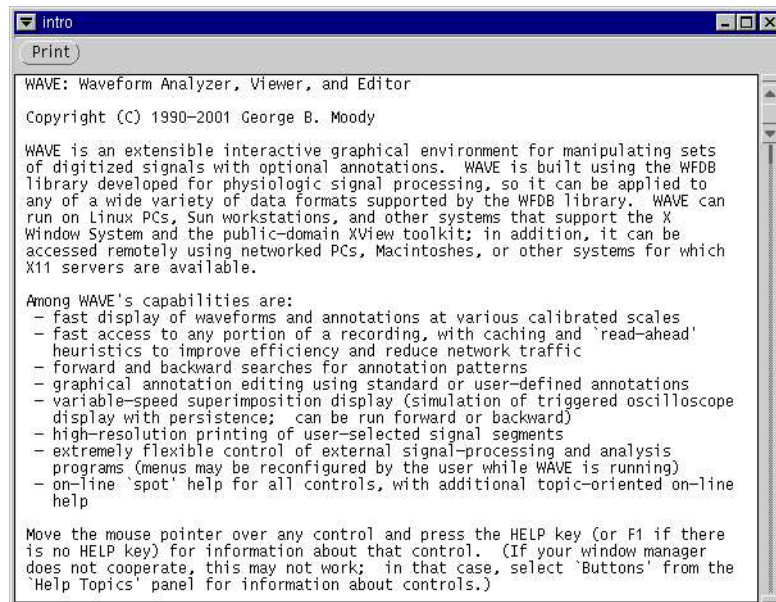 intro
Print
WAVE: Waveform Analyzer, Viewer, and Editor
Copyright (C) 1990-2001 George B. Moody
WAVE is an extensible interactive graphical environment for manipulating sets
of digitized signals with optional annotations.  WAVE is built using the WFDB
library developed for physiologic signal processing, so it can be applied to
any of a wide variety of data formats supported by the WFDB library.  WAVE can
run on Linux PCs, Sun workstations, and other systems that support the X
Window System and the public-domain XView toolkit; in addition, it can be
accessed remotely using networked PCs, Macintoshes, or other systems for which
X11 servers are available.
Among WAVE's capabilities are:
- fast display of waveforms and annotations at various calibrated scales
- fast access to any portion of a recording, with caching and `read-ahead'
heuristics to improve efficiency and reduce network traffic
- forward and backward searches for annotation patterns
- graphical annotation editing using standard or user-defined annotations
- variable-speed superimposition display (simulation of triggered oscilloscope
display with persistence;  can be run forward or backward)
- high-resolution printing of user-selected signal segments
- extremely flexible control of external signal-processing and analysis
programs (menus may be reconfigured by the user while WAVE is running)
- on-line `spot' help for all controls, with additional topic-oriented on-line
help
Move the mouse pointer over any control and press the HELP key (or F1 if there
is no HELP key) for information about that control.  (If your window manager
does not cooperate, this may not work;  in that case, select `Buttons' from the
`Help Topics' panel for information about controls.)